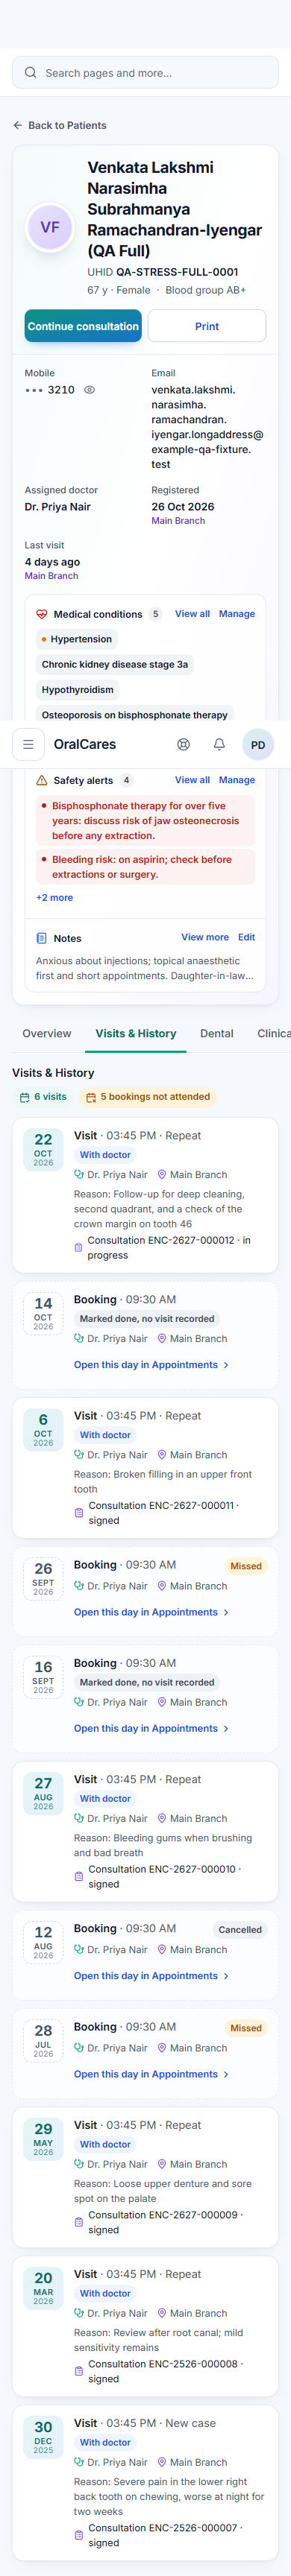 Search pages and more...
Back to Patients
VF
Venkata Lakshmi
Narasimha
Subrahmanya
Ramachandran-Iyengar
(QA Full)
UHID QA-STRESS-FULL-0001
67 y · Female · Blood group AB+
Continue consultation
Print
Mobile
••• 3210
Email
venkata.lakshmi.
narasimha.
ramachandran.
iyengar.longaddress@
example-qa-fixture.
test
Assigned doctor
Dr. Priya Nair
Registered
26 Oct 2026
Main Branch
Last visit
4 days ago
Main Branch
Medical conditions 5 View all Manage
Hypertension
Chronic kidney disease stage 3a
Hypothyroidism
Osteoporosis on bisphosphonate therapy
OralCares PD
Safety alerts 4 View all Manage
Bisphosphonate therapy for over five
years: discuss risk of jaw osteonecrosis
before any extraction.
Bleeding risk: on aspirin; check before
extractions or surgery.
+2 more
Notes View more Edit
Anxious about injections; topical anaesthetic
first and short appointments. Daughter-in-law...
Overview Visits & History Dental Clinica
Visits & History
6 visits 5 bookings not attended
22
OCT
2026
Visit · 03:45 PM · Repeat
With doctor
Dr. Priya Nair Main Branch
Reason: Follow-up for deep cleaning,
second quadrant, and a check of the
crown margin on tooth 46
Consultation ENC-2627-000012 · in
progress
14
OCT
2026
Booking · 09:30 AM
Marked done, no visit recorded
Dr. Priya Nair Main Branch
Open this day in Appointments
6
OCT
2026
Visit · 03:45 PM · Repeat
With doctor
Dr. Priya Nair Main Branch
Reason: Broken filling in an upper front
tooth
Consultation ENC-2627-000011 ·
signed
26
SEPT
2026
Booking · 09:30 AM Missed
Dr. Priya Nair Main Branch
Open this day in Appointments
16
SEPT
2026
Booking · 09:30 AM
Marked done, no visit recorded
Dr. Priya Nair Main Branch
Open this day in Appointments
27
AUG
2026
Visit · 03:45 PM · Repeat
With doctor
Dr. Priya Nair Main Branch
Reason: Bleeding gums when brushing
and bad breath
Consultation ENC-2627-000010 ·
signed
12
AUG
2026
Booking · 09:30 AM Cancelled
Dr. Priya Nair Main Branch
Open this day in Appointments
28
JUL
2026
Booking · 09:30 AM Missed
Dr. Priya Nair Main Branch
Open this day in Appointments
29
MAY
2026
Visit · 03:45 PM · Repeat
With doctor
Dr. Priya Nair Main Branch
Reason: Loose upper denture and sore
spot on the palate
Consultation ENC-2627-000009 ·
signed
20
MAR
2026
Visit · 03:45 PM · Repeat
With doctor
Dr. Priya Nair Main Branch
Reason: Review after root canal; mild
sensitivity remains
Consultation ENC-2526-000008 ·
signed
30
DEC
2025
Visit · 03:45 PM · New case
With doctor
Dr. Priya Nair Main Branch
Reason: Severe pain in the lower right
back tooth on chewing, worse at night for
two weeks
Consultation ENC-2526-000007 ·
signed